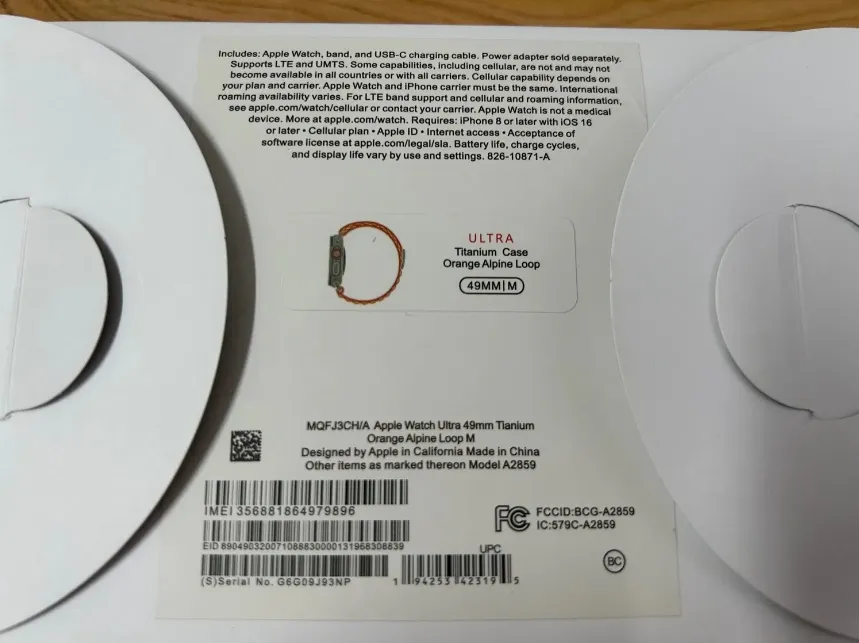 Includes: Apple Watch, band, and USB-C charging cable. Power adapter sold separately.
Supports LTE and UMTS. Some capabilities, including cellular, are not and may not
become available in all countries or with all carriers. Cellular capability depends on
your plan and carrier. Apple Watch and iPhone carrier must be the same. International
roaming availability varies. For LTE band support and cellular and roaming information,
see apple.com/watch/cellular or contact your carrier. Apple Watch is not a medical
device. More at apple.com/watch. Requires: iPhone 8 or later with iOS 16
or later • Cellular plan • Apple ID • Internet access • Acceptance of
software license at apple.com/legal/sla. Battery life, charge cycles,
and display life vary by use and settings. 826-10871-A
ULTRA
Titanium Case
Orange Alpine Loop
49MM|M
MQFJ3CH/A Apple Watch Ultra 49mm Tianium
Orange Alpine Loop M
Designed by Apple in California Made in China
Other items as marked thereon Model A2859
IMEI 356881864979896
FC
FCCID:BCG-A2859
IC:579C-A2859
EID 890490320071088830000131968308839
UPC
BC
(S)Serial No. G6G09J93NP
1 94253 42319 5